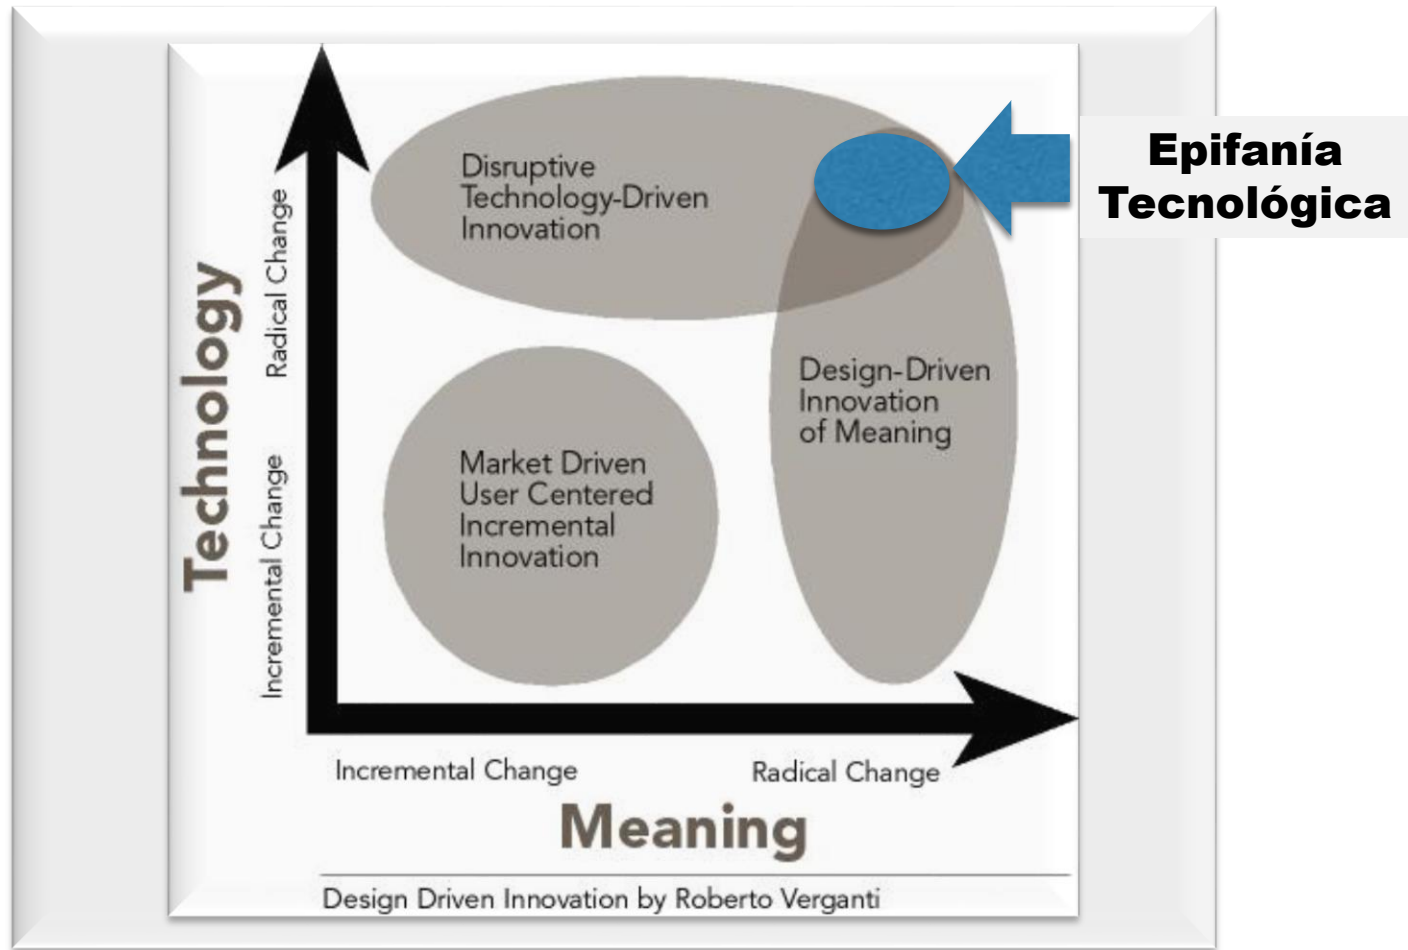 Epifanía
Tecnológica
Disruptive
Technology-Driven
Innovation
Technology
Radical Change
Incremental Change
Design-Driven
Innovation
of Meaning
Market Driven
User Centered
Incremental
Innovation
Incremental Change
Radical Change
Meaning
Design Driven Innovation by Roberto Verganti